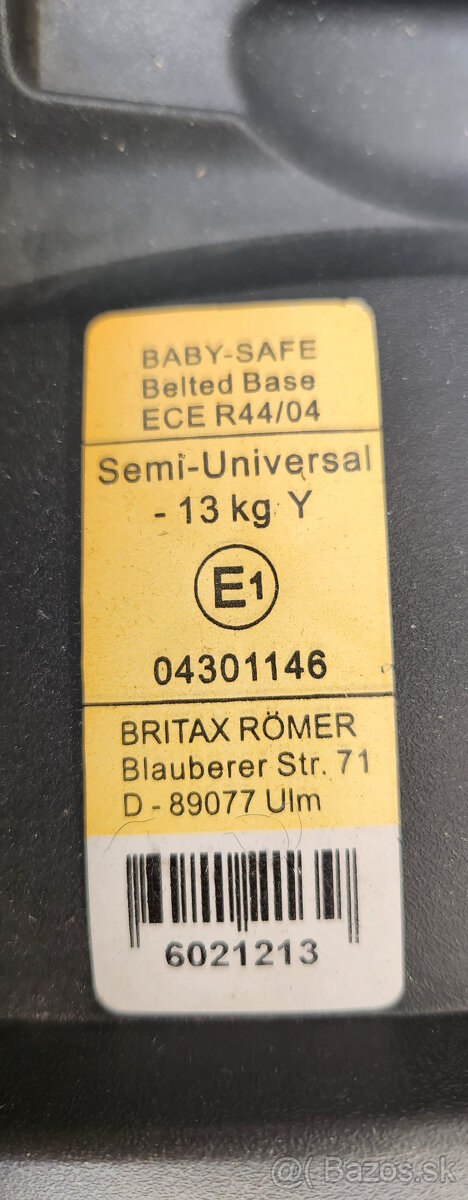 BABY-SAFE
Belted Base
ECE R44/04
Semi-Universal
- 13 kg Y
E1
04301146
BRITAX RÖMER
Blauberer Str. 71
D - 89077 Ulm
6021213
@Bazos.sk